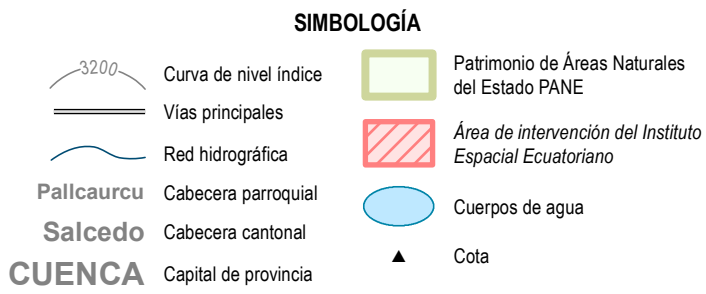 SIMBOLOGÍA
3200
Curva de nivel índice
Vías principales
Red hidrográfica
Pallcaurcu Cabecera parroquial
Salcedo Cabecera cantonal
CUENCA Capital de provincia
Patrimonio de Áreas Naturales
del Estado PANE
Área de intervención del Instituto
Espacial Ecuatoriano
Cuerpos de agua
Cota